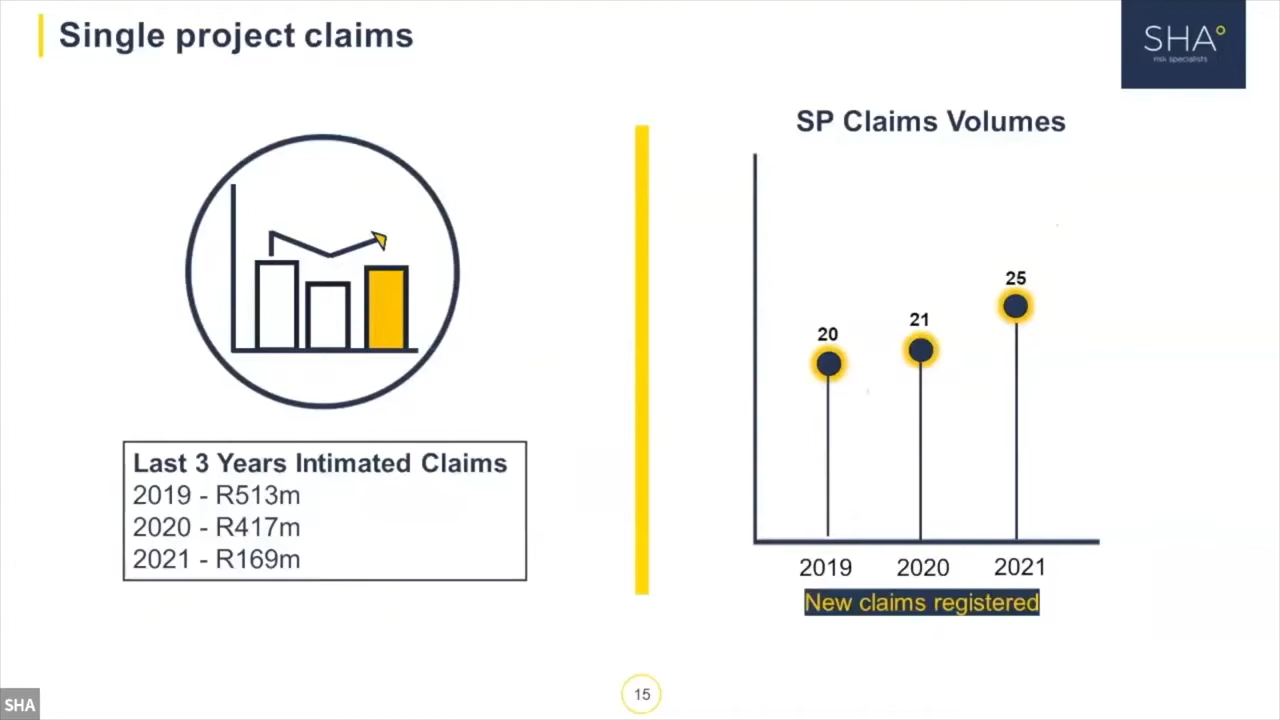 Single project claims
SHA
risk specialists
SP Claims Volumes
25
21
20
Last 3 Years Intimated Claims
2019 - R513m
2020 - R417m
2021 - R169m
2019 2020 2021
New claims registered
15
SHA